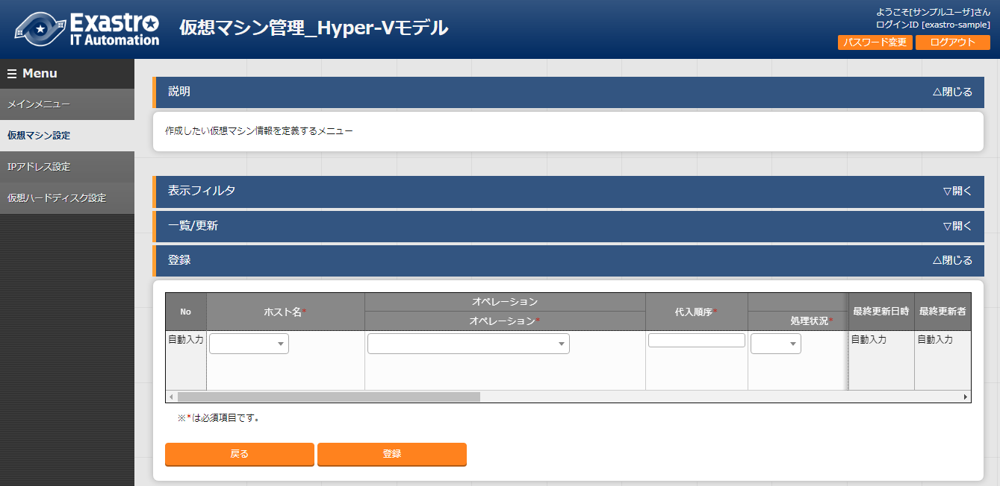 Exastro
IT Automation
仮想マシン管理_Hyper-Vモデル
ようこそ[サンプルユーザ]さん
ログインID [exastro-sample]
パスワード変更 ログアウト
☰ Menu
メインメニュー
仮想マシン設定
IPアドレス設定
仮想ハードディスク設定
説明 △閉じる
作成したい仮想マシン情報を定義するメニュー
表示フィルタ ▽開く
一覧/更新 ▽開く
登録 △閉じる
No ホスト名* オペレーション 代入順序* 最終更新日時 最終更新者
オペレーション* 処理状況*
自動入力 自動入力 自動入力
※*は必須項目です。
戻る 登録